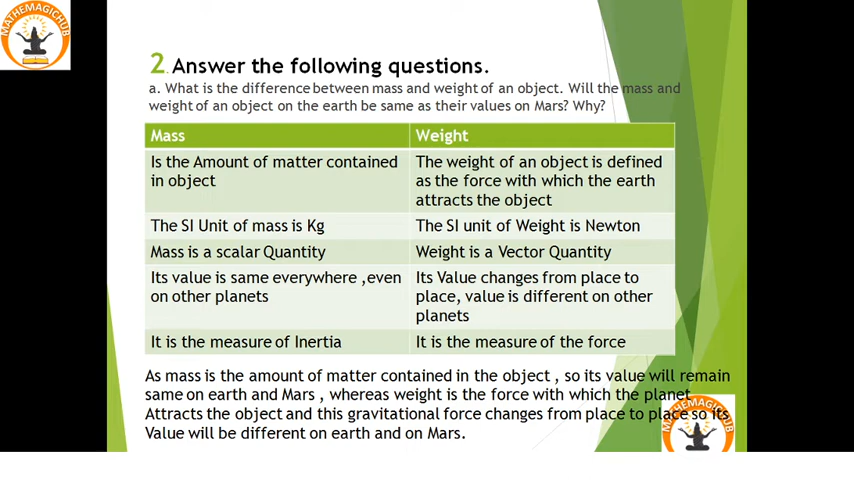 MATHEMAGICHUB
2. Answer the following questions.
a. What is the difference between mass and weight of an object. Will the mass and
weight of an object on the earth be same as their values on Mars? Why?
Mass
Weight
Is the Amount of matter contained
in object
The weight of an object is defined
as the force with which the earth
attracts the object
The SI Unit of mass is Kg
The SI unit of Weight is Newton
Mass is a scalar Quantity
Weight is a Vector Quantity
Its value is same everywhere ,even
on other planets
Its Value changes from place to
place, value is different on other
planets
It is the measure of Inertia
It is the measure of the force
As mass is the amount of matter contained in the object , so its value will remain
same on earth and Mars , whereas weight is the force with which the planet
Attracts the object and this gravitational force changes from place to place so its
Value will be different on earth and on Mars.
MATHEMAGICHUB